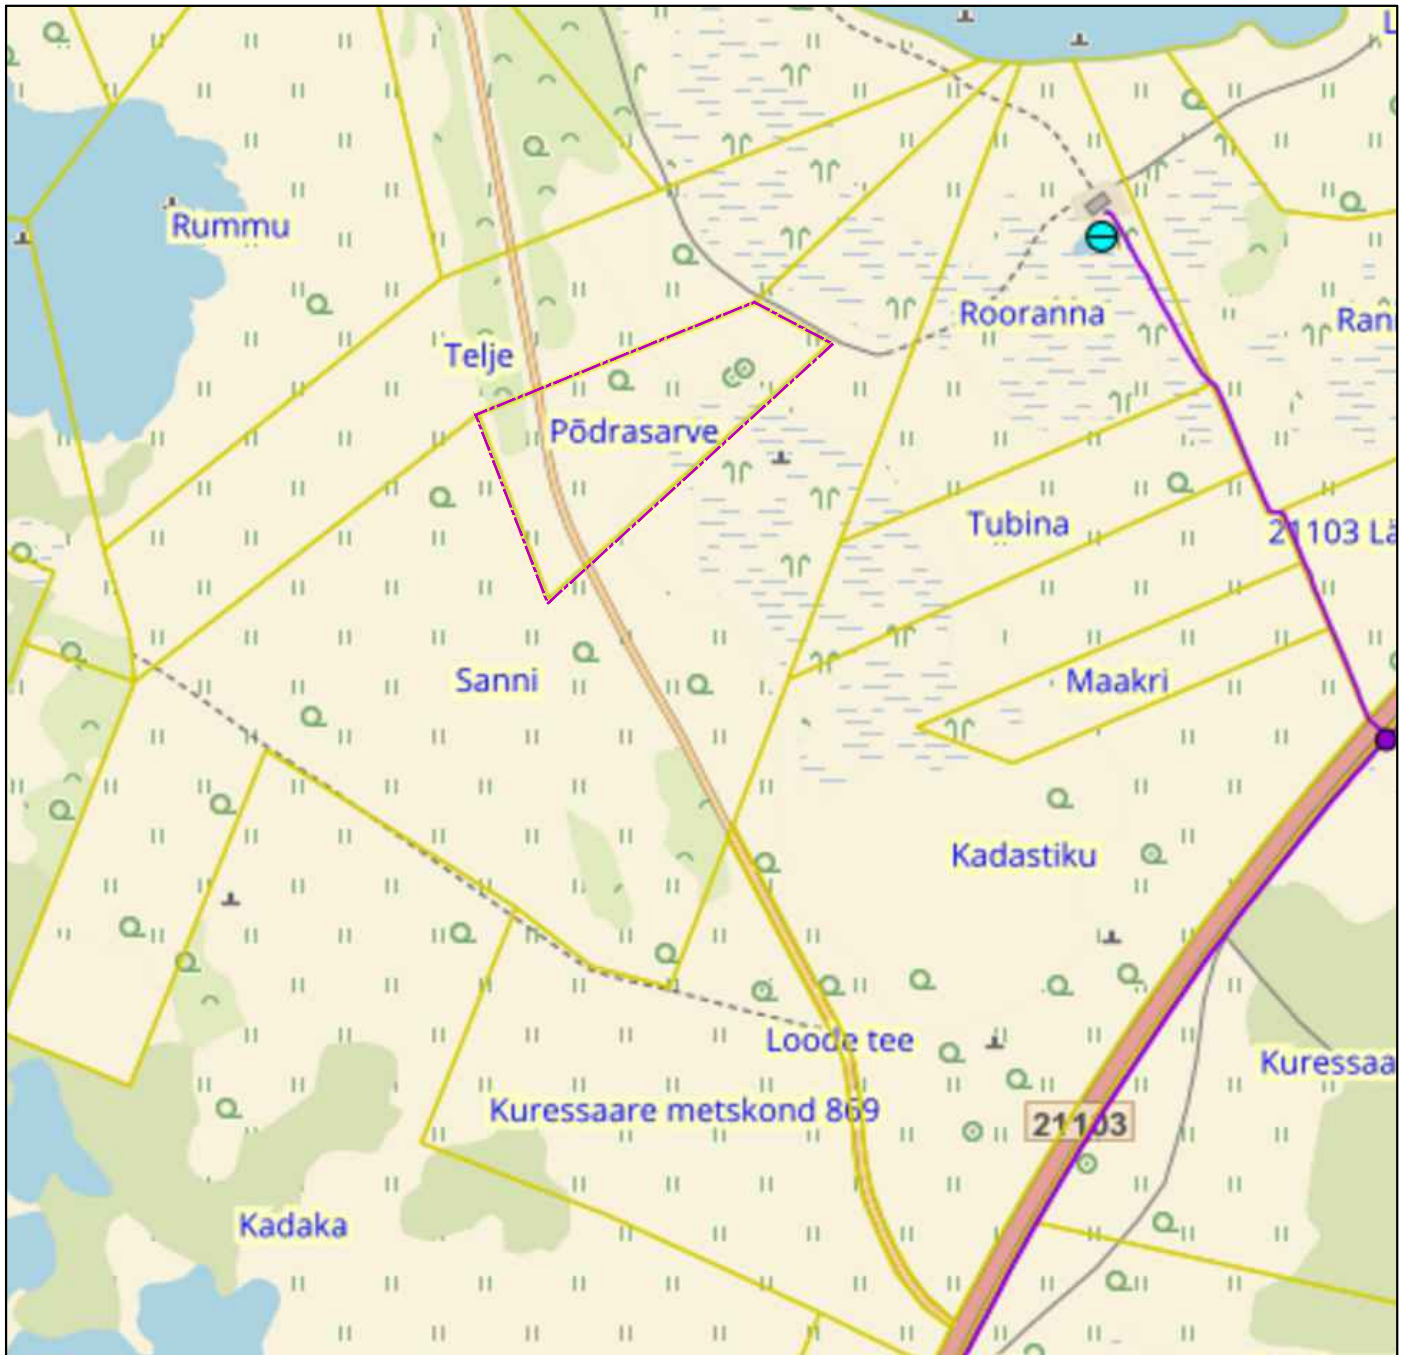 Rummu
Rooranna
Telje
Põdrasarve
Tubina
Sanni
Maakri
Kadastiku
Loode tee
Kuressaare metskond 869
21103
Kadaka